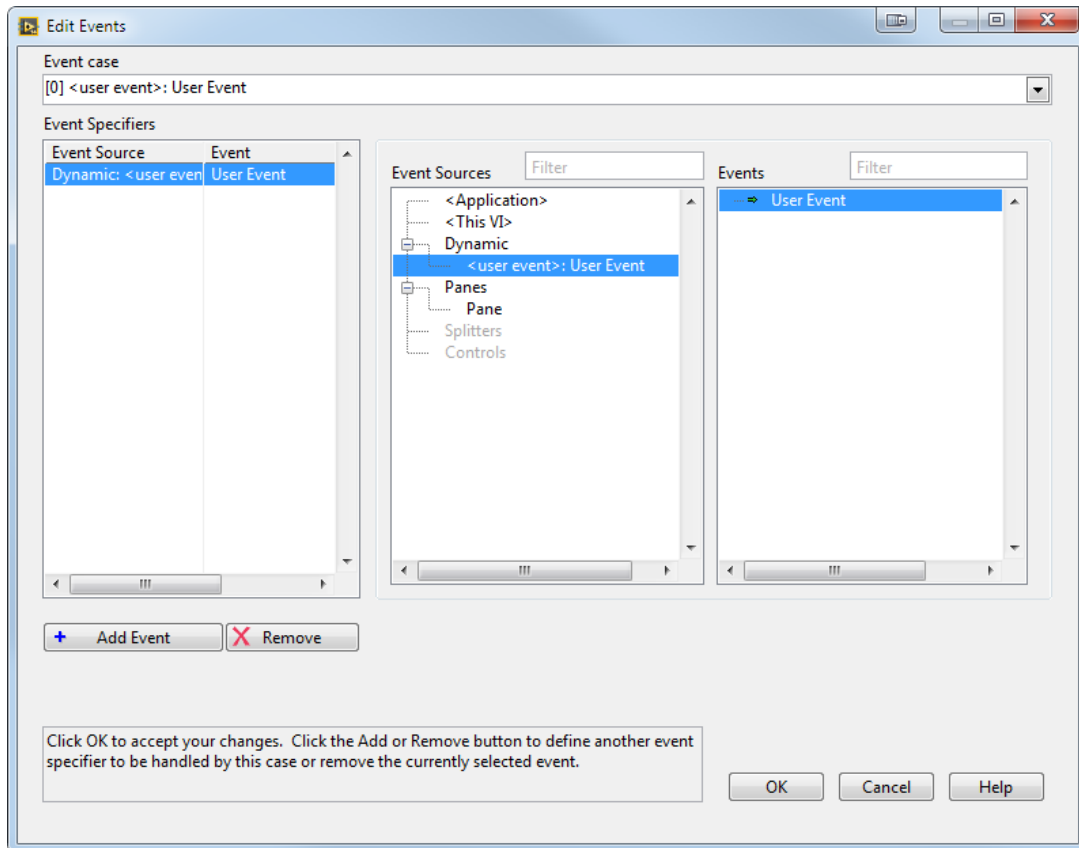 Edit Events
Event case
[0] <user event>: User Event
Event Specifiers
Event Source Event
Dynamic: <user even User Event
Event Sources Filter
<Application>
<This VI>
Dynamic
<user event>: User Event
Panes
Pane
Splitters
Controls
Events Filter
User Event
Add Event Remove
Click OK to accept your changes. Click the Add or Remove button to define another event
specifier to be handled by this case or remove the currently selected event.
OK Cancel Help